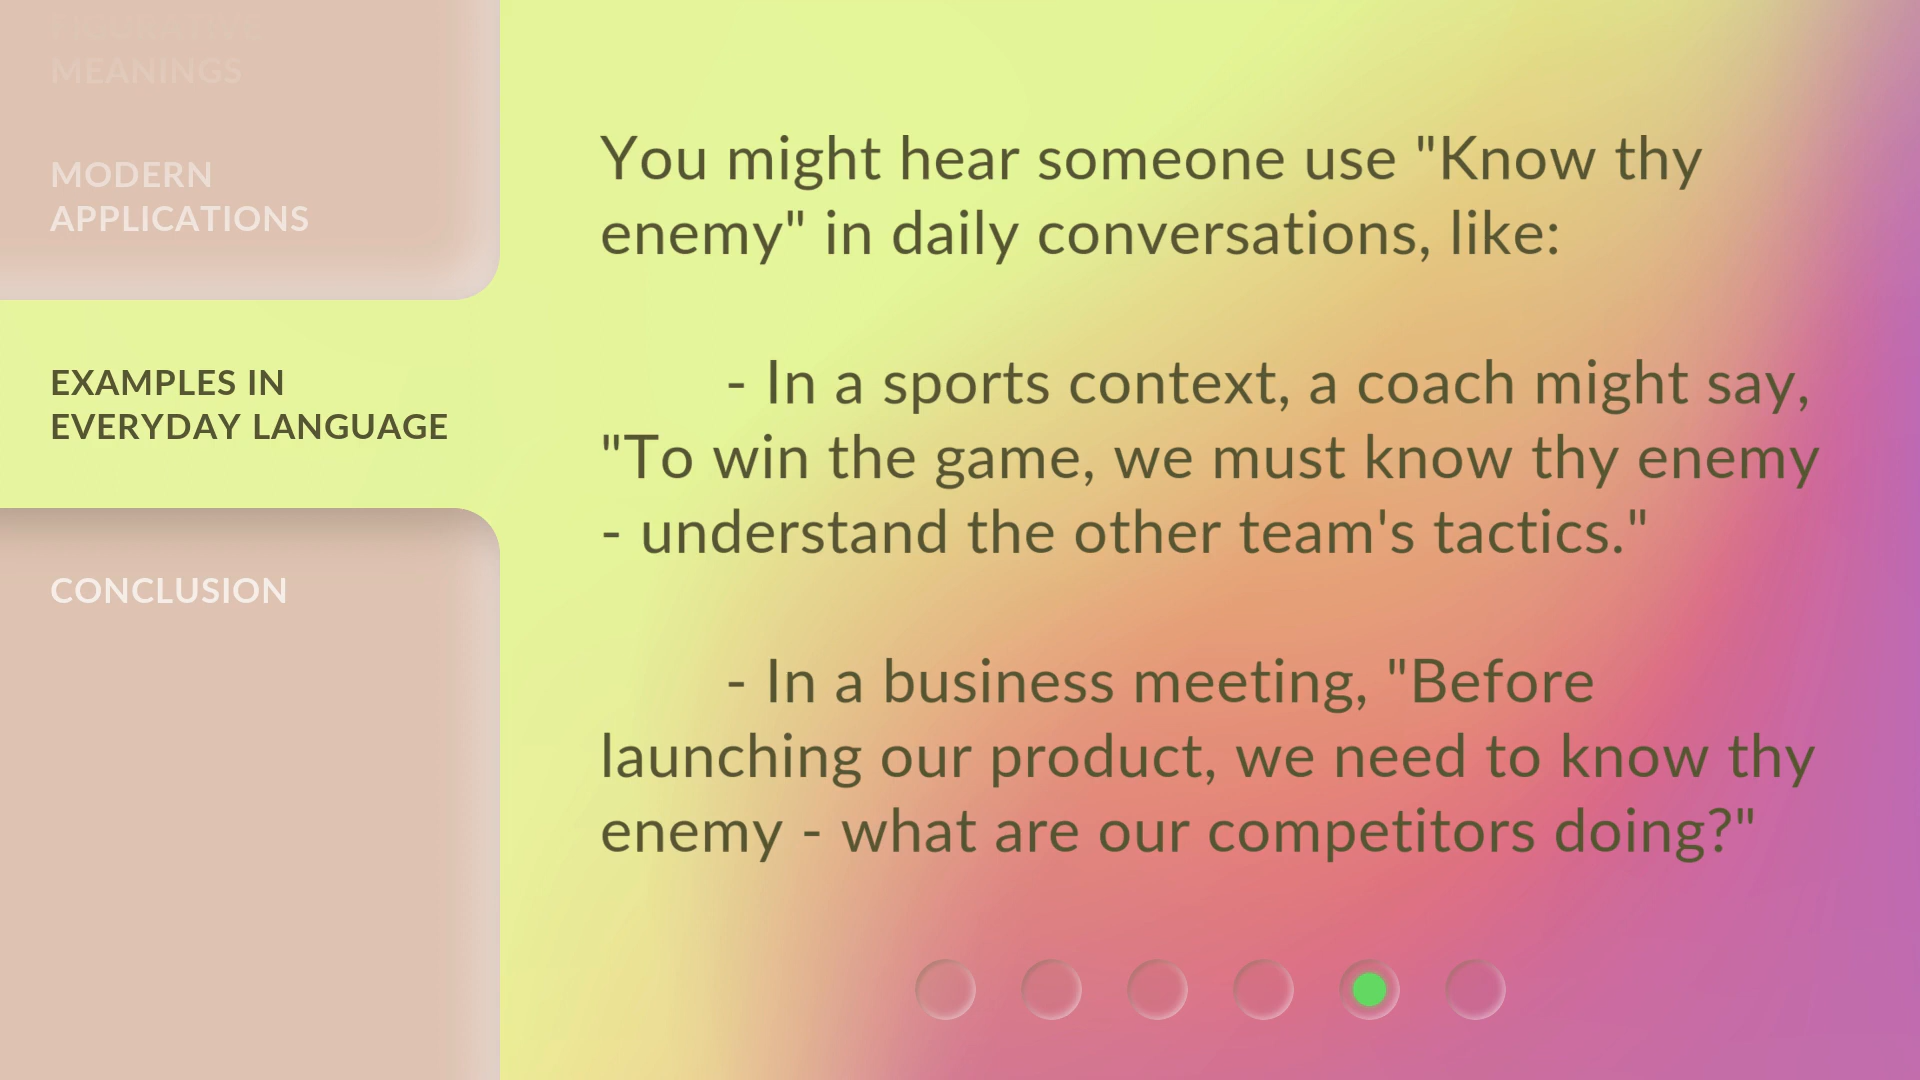 MEANINGS
MODERN
APPLICATIONS
EXAMPLES IN
EVERYDAY LANGUAGE
CONCLUSION
You might hear someone use "Know thy
enemy" in daily conversations, like:
- In a sports context, a coach might say,
"To win the game, we must know thy enemy
- understand the other team's tactics."
- In a business meeting, "Before
launching our product, we need to know thy
enemy - what are our competitors doing?"